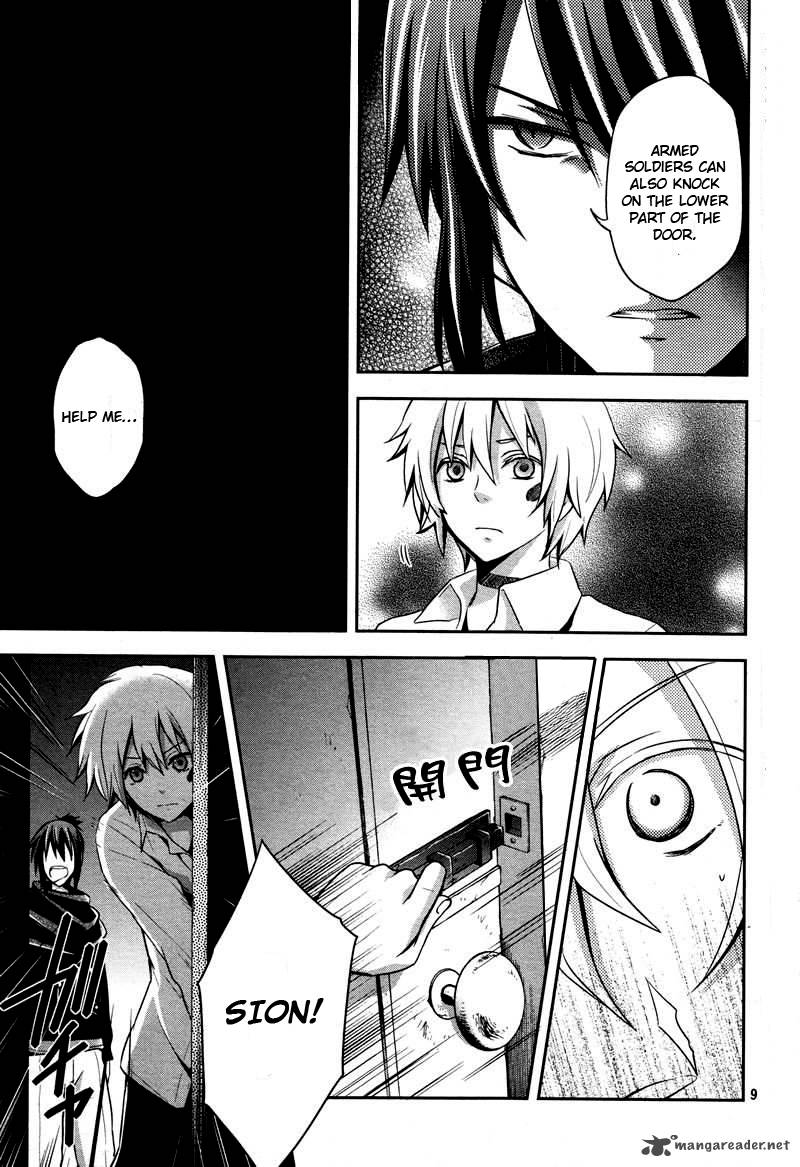 ARMED
SOLDIERS CAN
ALSO KNOCK
ON THE LOWER
PART OF THE
DOOR.
HELP ME...
開門
SION!
ガチャ
9
mangareader.net